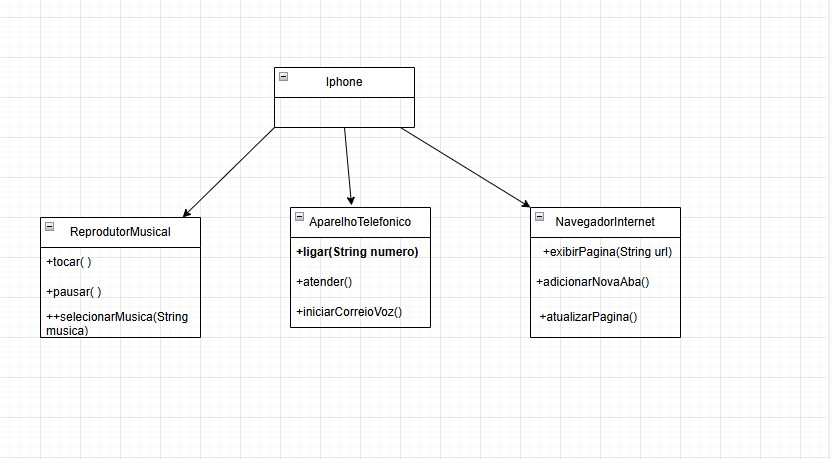 Iphone
ReprodutorMusical
+tocar( )
+pausar( )
++selecionarMusica(String
musica)
AparelhoTelefonico
+ligar(String numero)
+atender()
+iniciarCorreioVoz()
NavegadorInternet
+exibirPagina(String url)
+adicionarNovaAba()
+atualizarPagina()